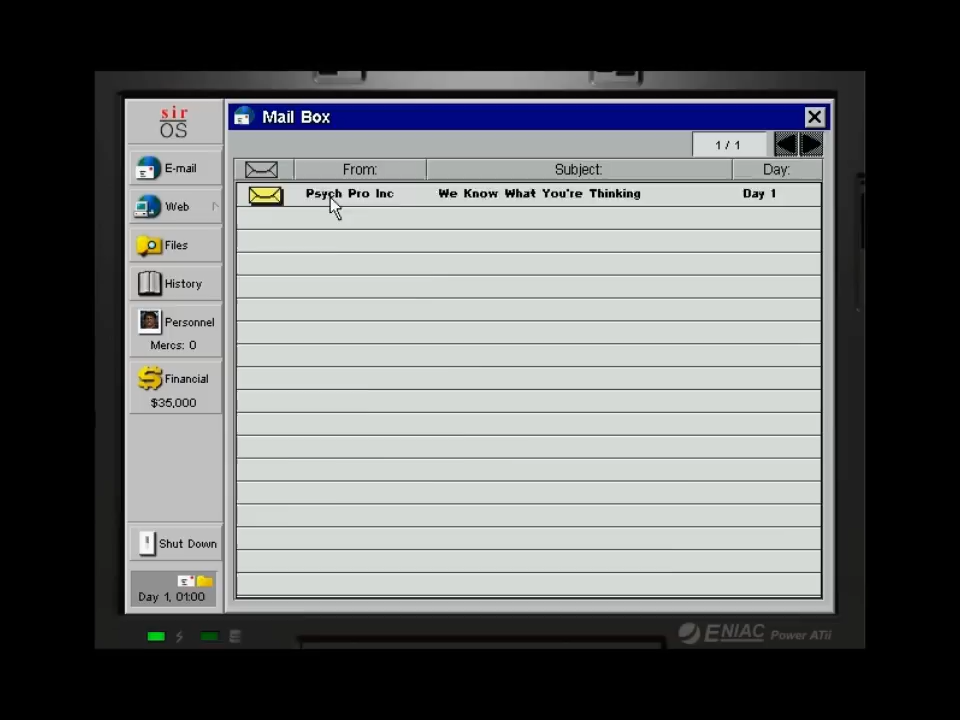 sir
OS
Mail Box
1 / 1
From:
Subject:
Day:
Psych Pro Inc
We Know What You're Thinking
Day 1
E-mail
Web
Files
History
Personnel
Mercs: 0
Financial
$35,000
Shut Down
Day 1, 01:00
ENIAC Power ATii